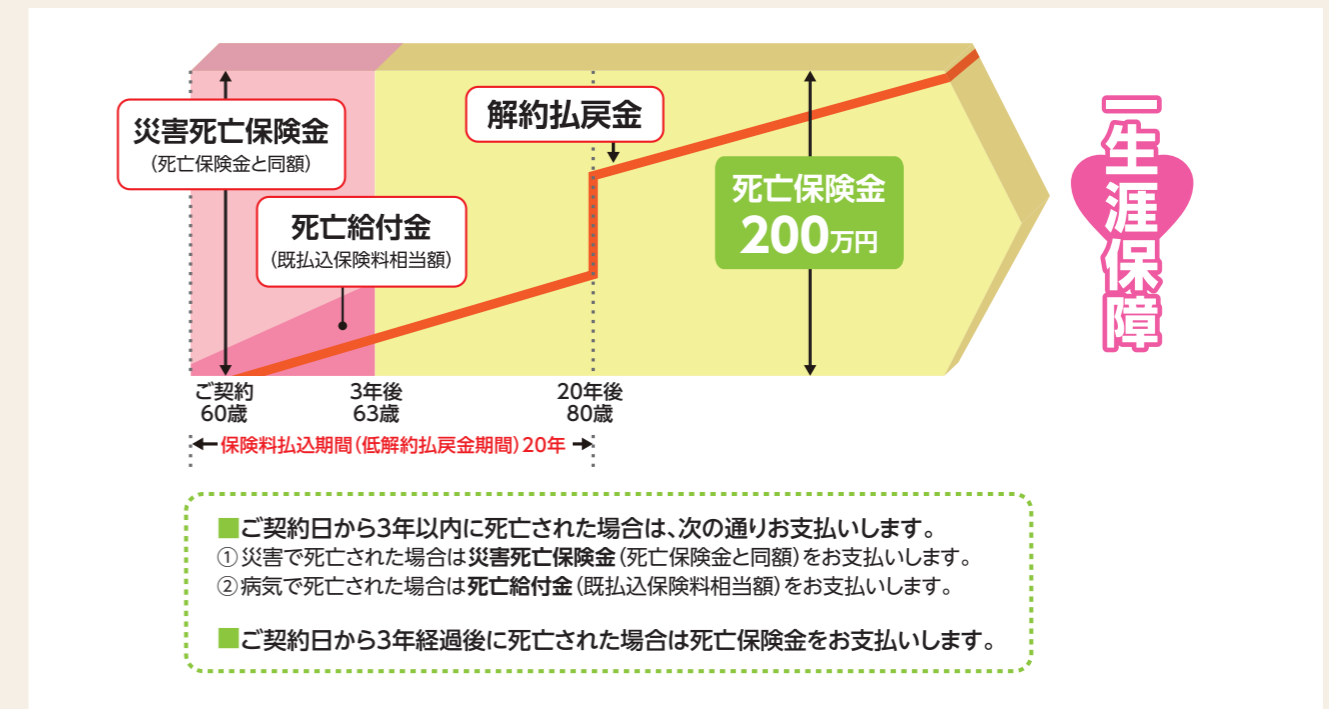 災害死亡保険金
(死亡保険金と同額)
解約払戻金
死亡給付金
(既払込保険料相当額)
死亡保険金
200万円
一生涯保障
ご契約
60歳
3年後
63歳
20年後
80歳
保険料払込期間(低解約払戻金期間)20年
■ご契約日から3年以内に死亡された場合は、次の通りお支払いします。
①災害で死亡された場合は災害死亡保険金(死亡保険金と同額)をお支払いします。
②病気で死亡された場合は死亡給付金(既払込保険料相当額)をお支払いします。
■ご契約日から3年経過後に死亡された場合は死亡保険金をお支払いします。